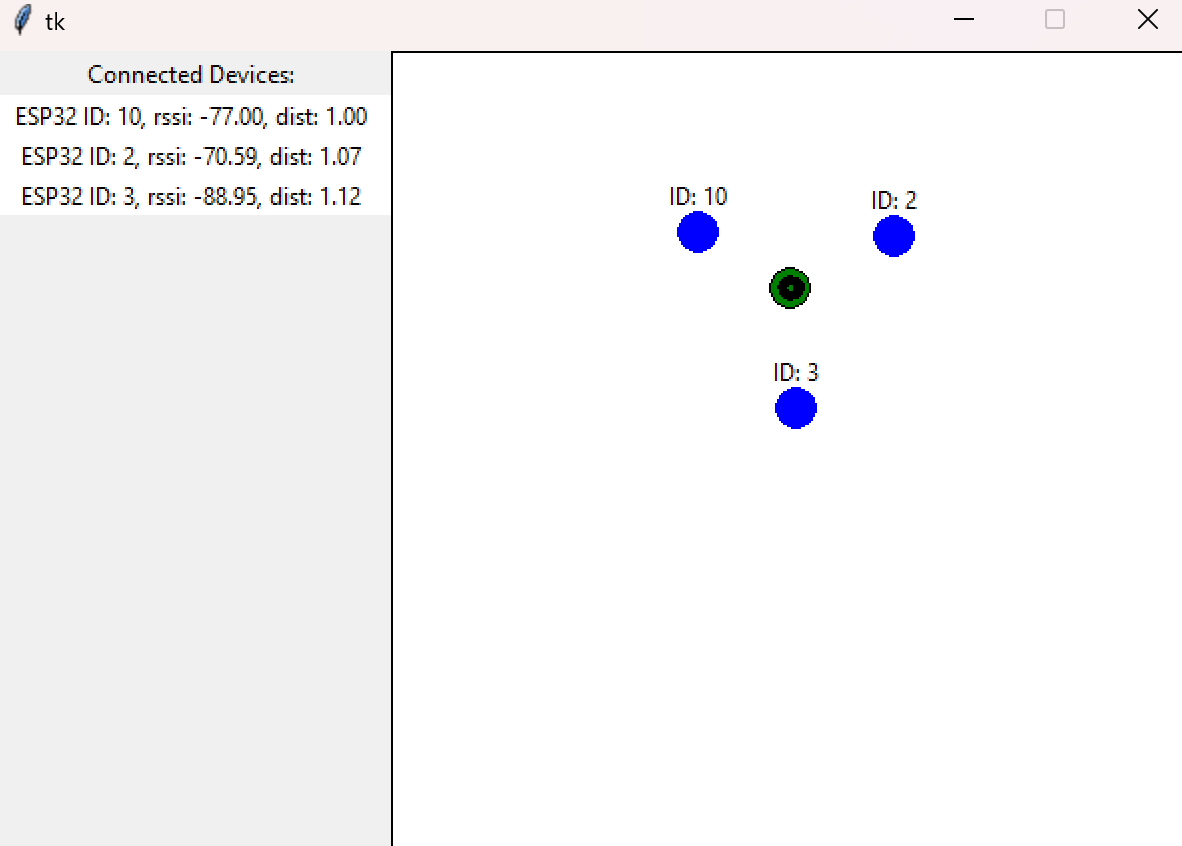 tk
Connected Devices:
ESP32 ID: 10, rssi: -77.00, dist: 1.00
ESP32 ID: 2, rssi: -70.59, dist: 1.07
ESP32 ID: 3, rssi: -88.95, dist: 1.12
ID: 10
ID: 2
ID: 3